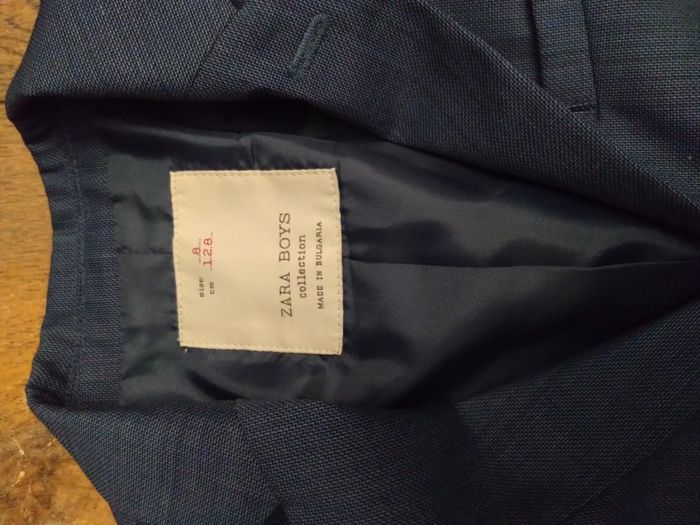 size 8
cm 128
ZARA BOYS
collection
MADE IN BULGARIA